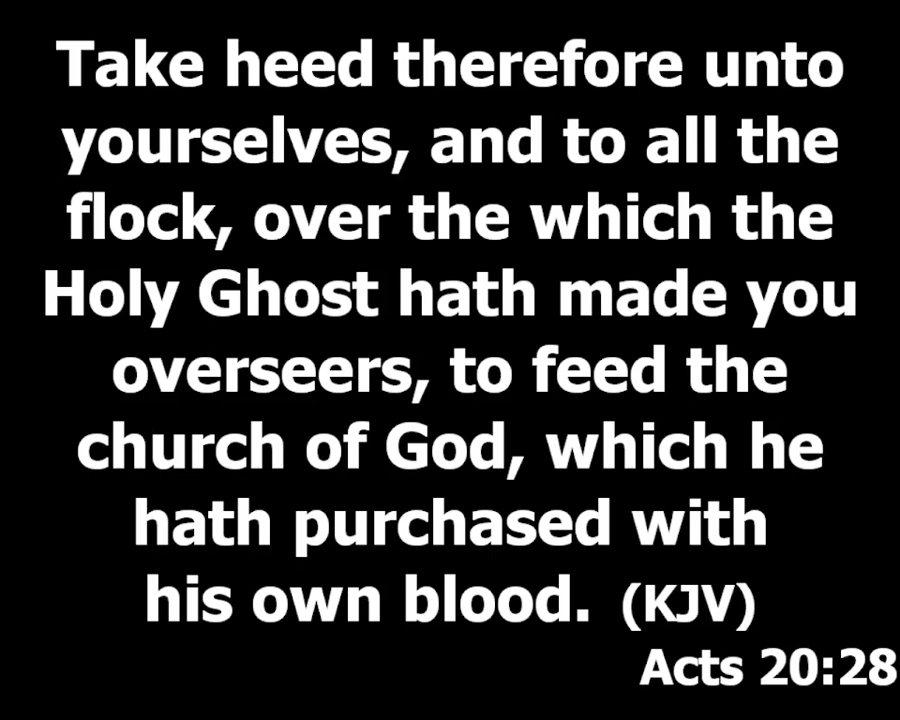 Take heed therefore unto
yourselves, and to all the
flock, over the which the
Holy Ghost hath made you
overseers, to feed the
church of God, which he
hath purchased with
his own blood. (KJV)
Acts 20:28